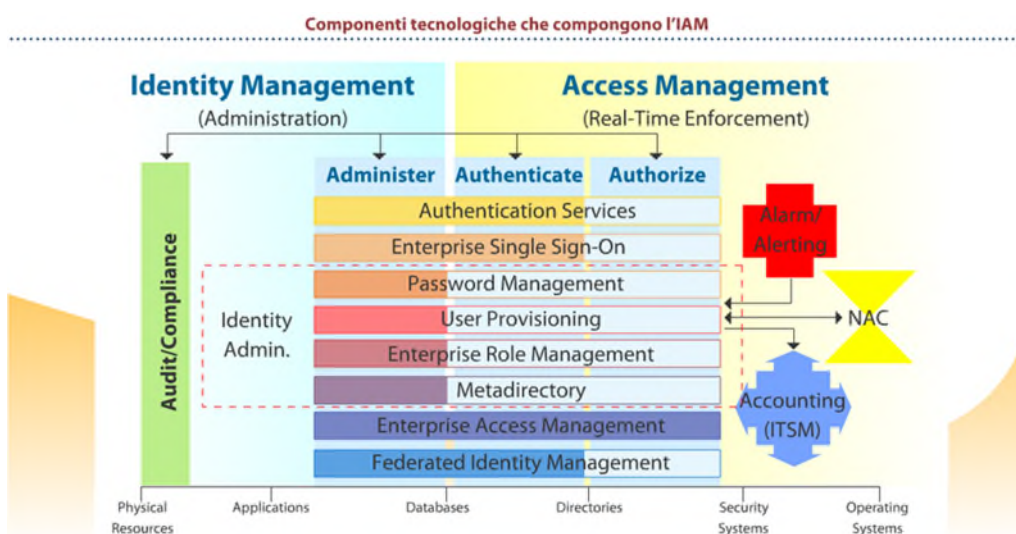 Componenti tecnologiche che compongono l'IAM
Identity Management
(Administration)
Access Management
(Real-Time Enforcement)
Administer
Authenticate
Authorize
Audit/Compliance
Authentication Services
Enterprise Single Sign-On
Password Management
User Provisioning
Enterprise Role Management
Metadirectory
Enterprise Access Management
Federated Identity Management
Identity
Admin.
Alarm/
Alerting
NAC
Accounting
(ITSM)
Physical
Resources
Applications
Databases
Directories
Security
Systems
Operating
Systems